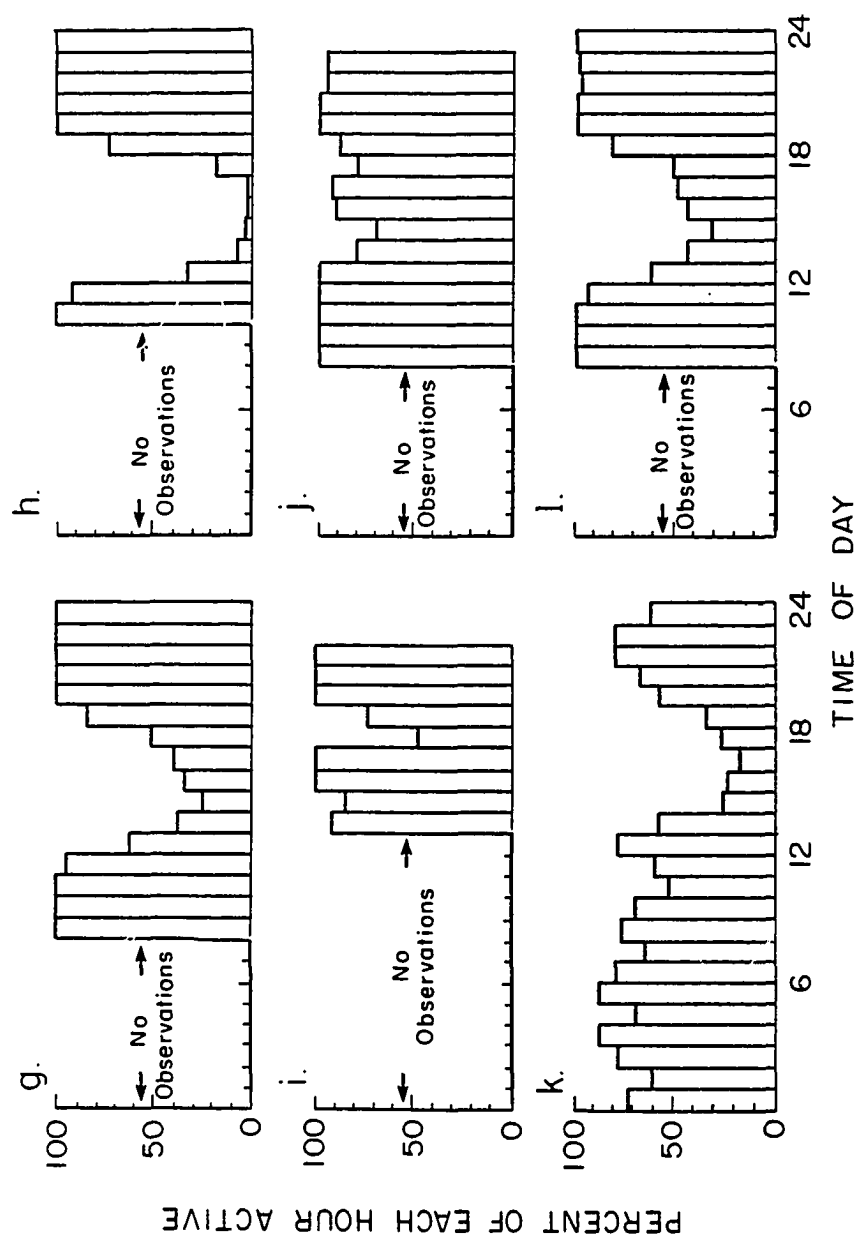 PERCENT OF EACH HOUR ACTIVE
g.
100
50
0
← No →
Observations
h.
← No →
Observations
i.
100
50
0
← No →
Observations
j.
← No →
Observations
k.
100
50
0
6
12
18
24
l.
← No →
Observations
6
12
18
24
TIME OF DAY